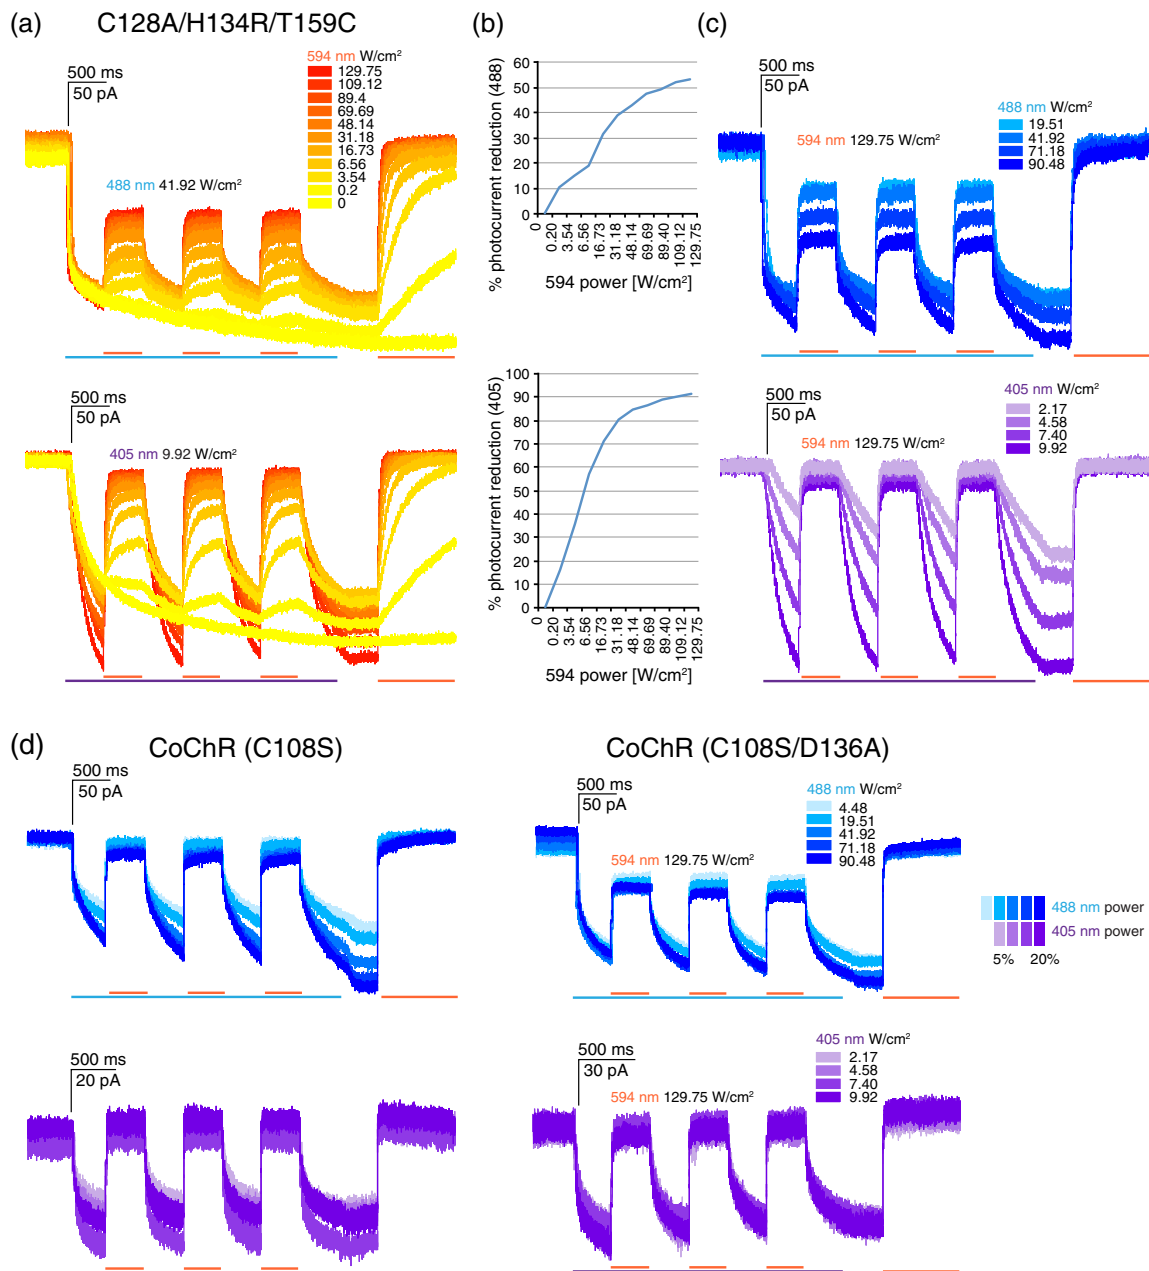 (a)
C128A/H134R/T159C
500 ms
50 pA
594 nm W/cm²
129.75
109.12
89.4
69.69
48.14
31.18
16.73
6.56
3.54
0.2
0
488 nm 41.92 W/cm²
500 ms
50 pA
405 nm 9.92 W/cm²
(b)
% photocurrent reduction (488)
60
50
40
30
20
10
0
0
0.20
3.54
6.56
16.73
31.18
48.14
69.69
89.40
109.12
129.75
594 power [W/cm²]
% photocurrent reduction (405)
100
90
80
70
60
50
40
30
20
10
0
0
0.20
3.54
6.56
16.73
31.18
48.14
69.69
89.40
109.12
129.75
594 power [W/cm²]
(c)
500 ms
50 pA
488 nm W/cm²
19.51
41.92
71.18
90.48
594 nm 129.75 W/cm²
500 ms
50 pA
405 nm W/cm²
2.17
4.58
7.40
9.92
594 nm 129.75 W/cm²
(d)
CoChR (C108S)
500 ms
50 pA
500 ms
20 pA
CoChR (C108S/D136A)
500 ms
50 pA
488 nm W/cm²
4.48
19.51
41.92
71.18
90.48
594 nm 129.75 W/cm²
488 nm power
405 nm power
5% 20%
500 ms
30 pA
405 nm W/cm²
2.17
4.58
7.40
9.92
594 nm 129.75 W/cm²